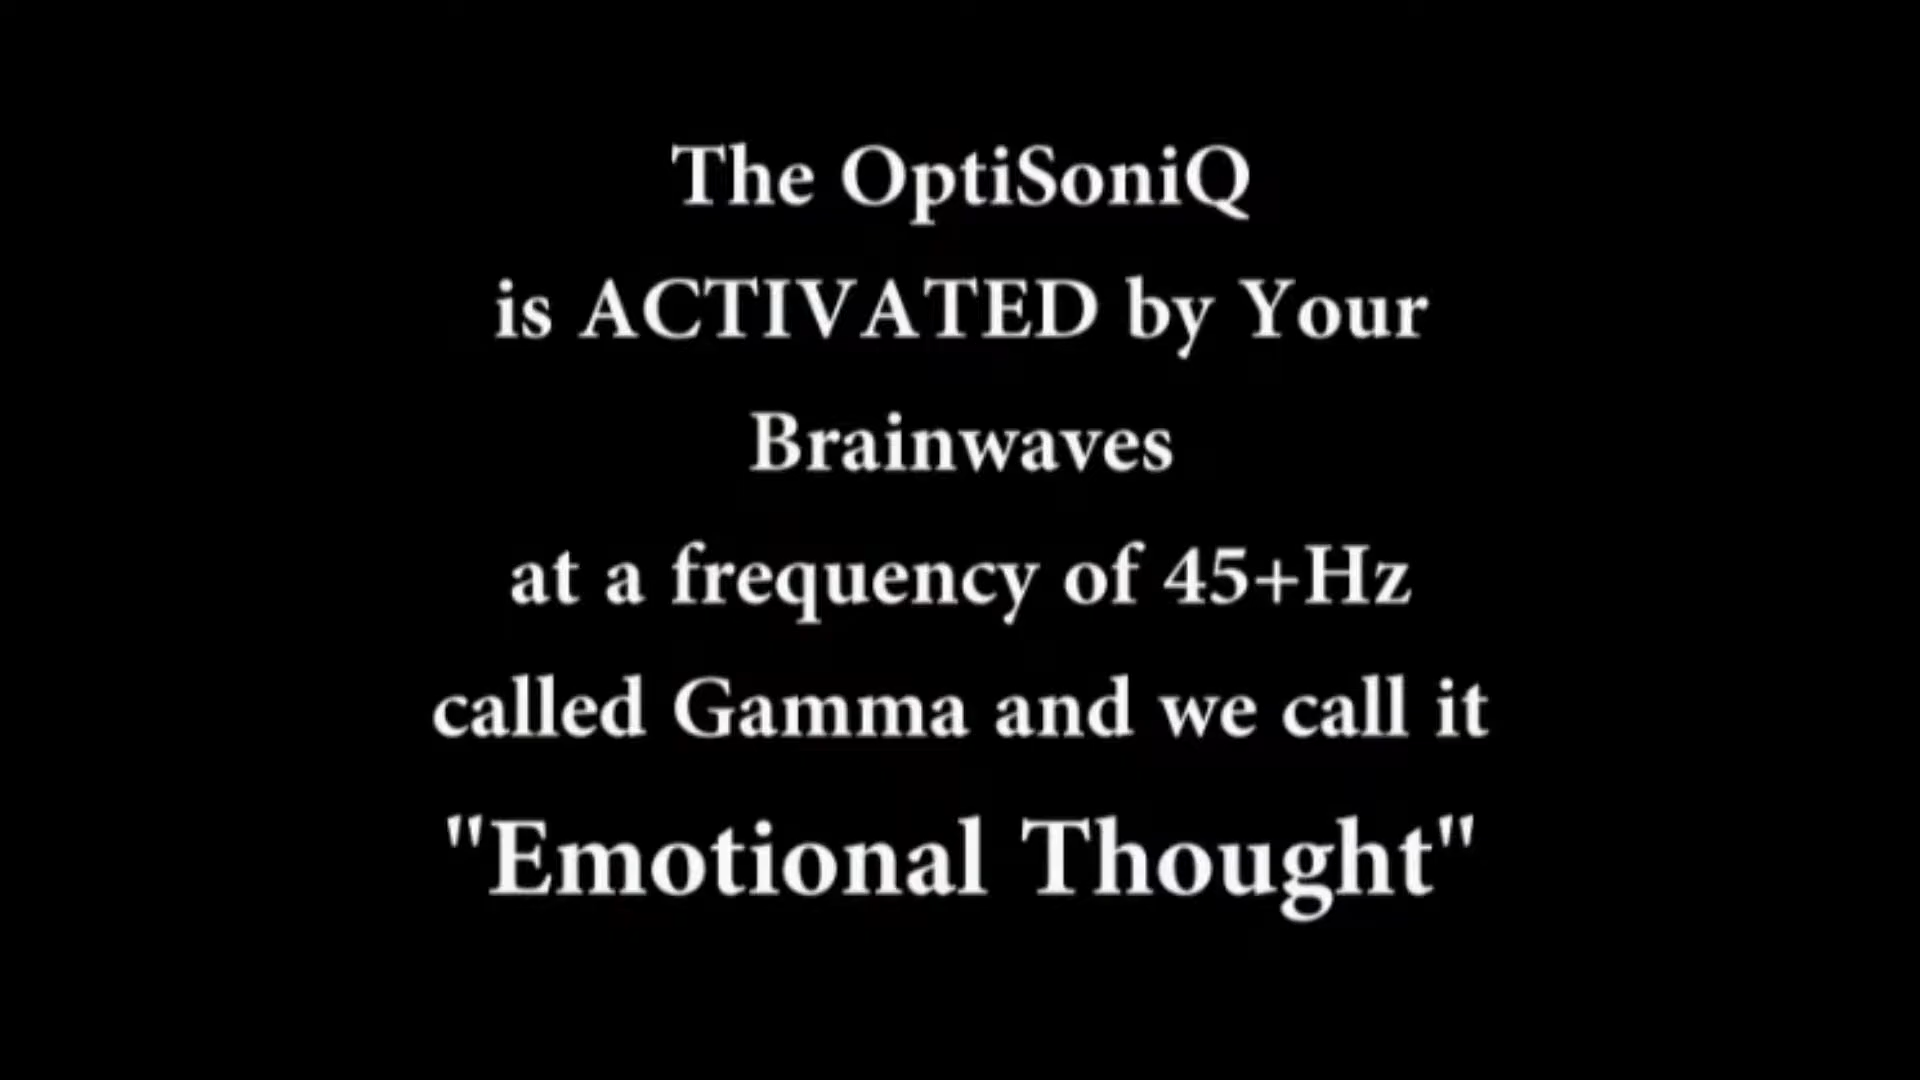 The OptiSoniQ
is ACTIVATED by Your
Brainwaves
at a frequency of 45+Hz
called Gamma and we call it
"Emotional Thought"